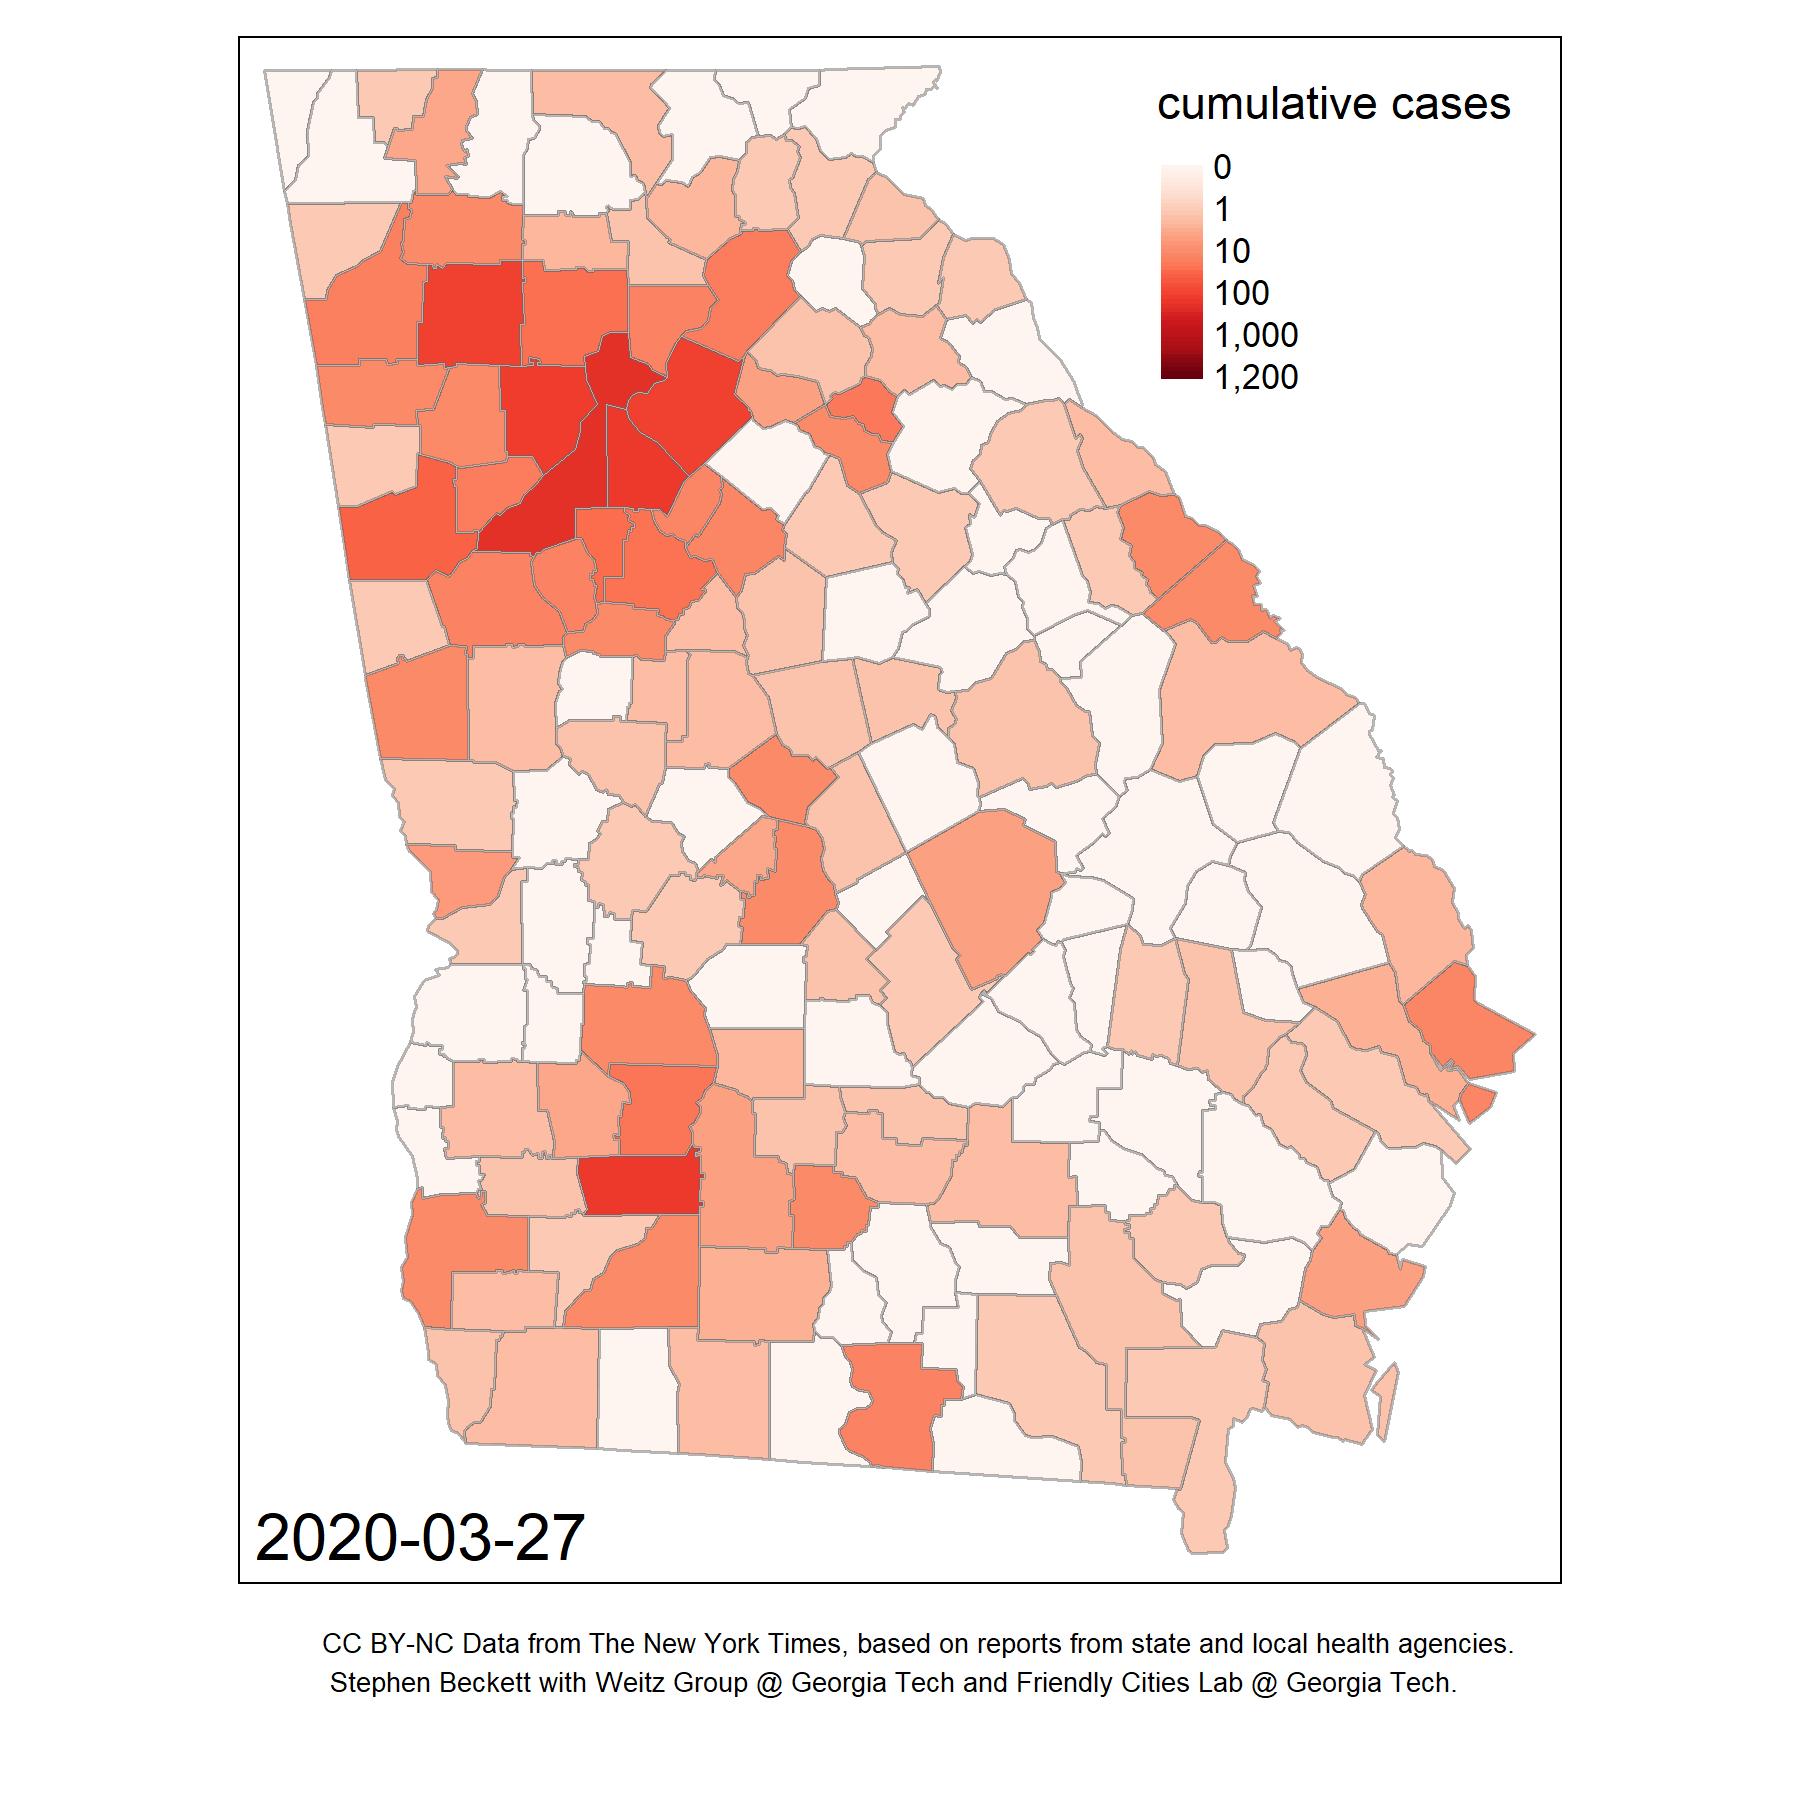 cumulative cases
0
1
10
100
1,000
1,200
2020-03-27
CC BY-NC Data from The New York Times, based on reports from state and local health agencies.
Stephen Beckett with Weitz Group @ Georgia Tech and Friendly Cities Lab @ Georgia Tech.